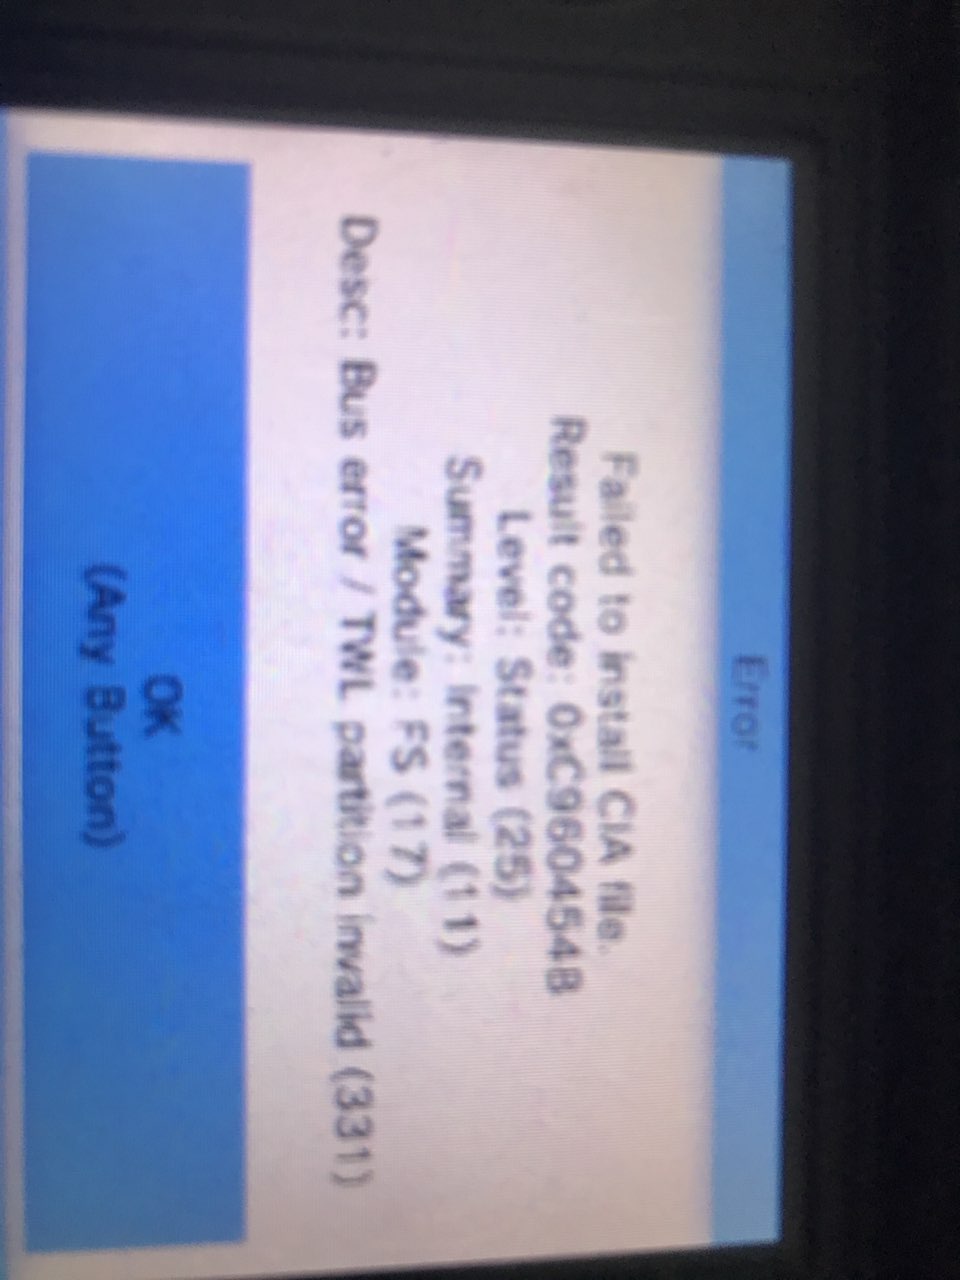 Error
Failed to install CIA file.
Result code: 0xC960454B
Level: Status (25)
Summary: Internal (11)
Module: FS (17)
Desc: Bus error / TWL partition invalid (331)
OK
(Any Button)